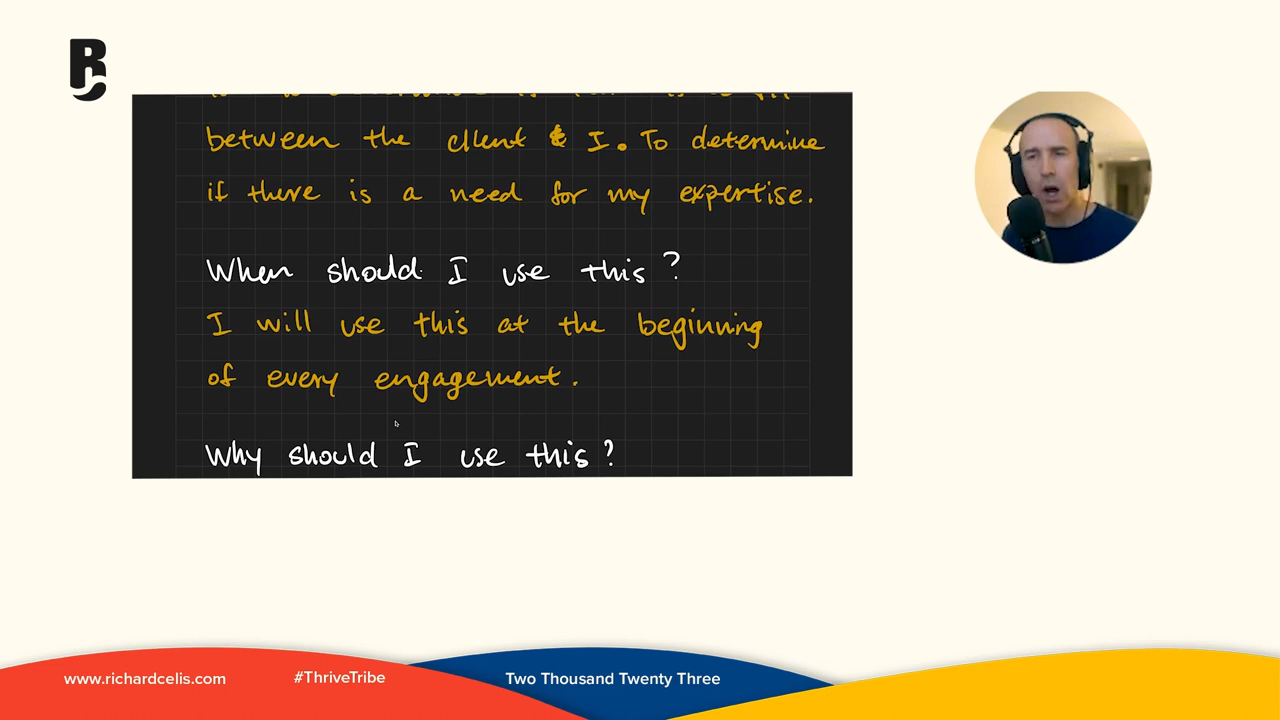 between the client & I. To determine
if there is a need for my expertise.
When should I use this?
I will use this at the beginning
of every engagement.
Why should I use this?
www.richardcelis.com
#ThriveTribe
Two Thousand Twenty Three